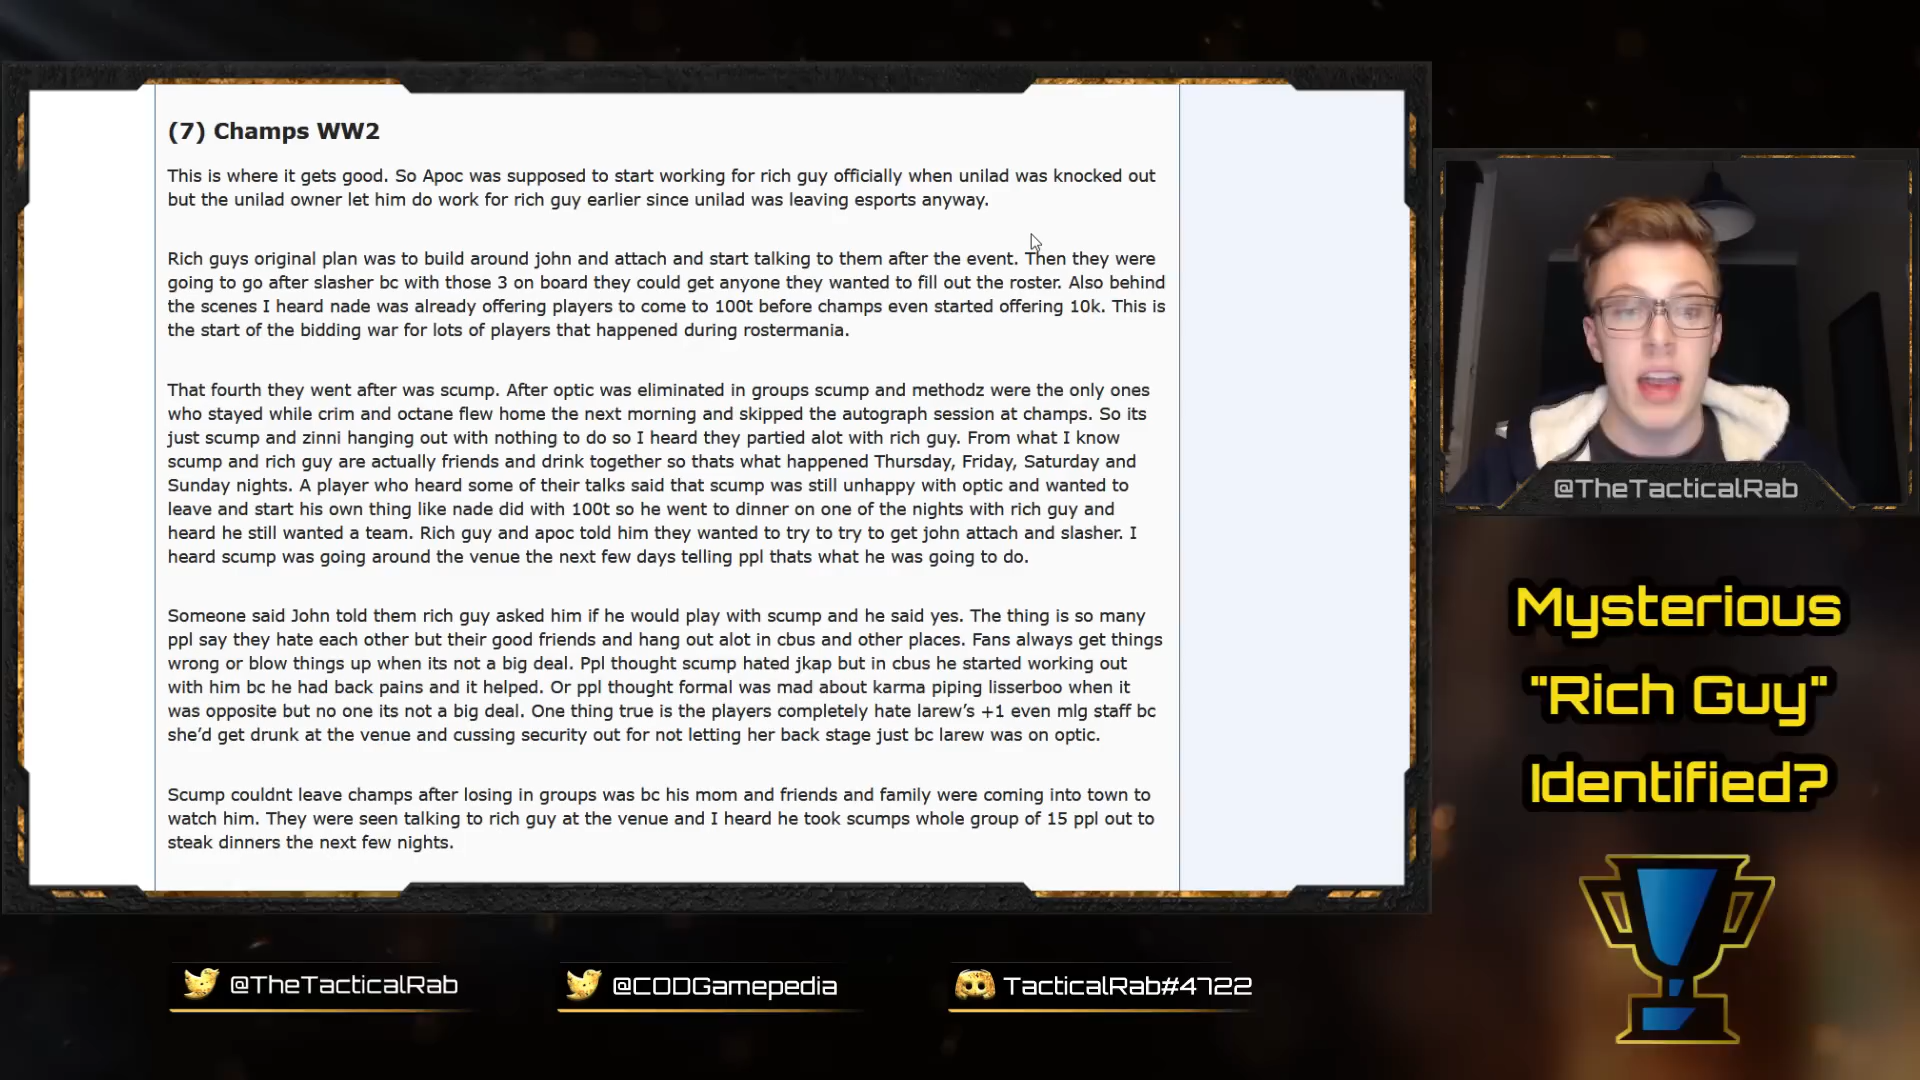 (7) Champs WW2
This is where it gets good. So Apoc was supposed to start working for rich guy officially when unilad was knocked out
but the unilad owner let him do work for rich guy earlier since unilad was leaving esports anyway.
Rich guys original plan was to build around john and attach and start talking to them after the event. Then they were
going to go after slasher bc with those 3 on board they could get anyone they wanted to fill out the roster. Also behind
the scenes I heard nade was already offering players to come to 100t before champs even started offering 10k. This is
the start of the bidding war for lots of players that happened during rostermania.
That fourth they went after was scump. After optic was eliminated in groups scump and methodz were the only ones
who stayed while crim and octane flew home the next morning and skipped the autograph session at champs. So its
just scump and zinni hanging out with nothing to do so I heard they partied alot with rich guy. From what I know
scump and rich guy are actually friends and drink together so thats what happened Thursday, Friday, Saturday and
Sunday nights. A player who heard some of their talks said that scump was still unhappy with optic and wanted to
leave and start his own thing like nade did with 100t so he went to dinner on one of the nights with rich guy and
heard he still wanted a team. Rich guy and apoc told him they wanted to try to try to get john attach and slasher. I
heard scump was going around the venue the next few days telling ppl thats what he was going to do.
Someone said John told them rich guy asked him if he would play with scump and he said yes. The thing is so many
ppl say they hate each other but their good friends and hang out alot in cbus and other places. Fans always get things
wrong or blow things up when its not a big deal. Ppl thought scump hated jkap but in cbus he started working out
with him bc he had back pains and it helped. Or ppl thought formal was mad about karma piping lisserboo when it
was opposite but no one its not a big deal. One thing true is the players completely hate larew’s +1 even mlg staff bc
she’d get drunk at the venue and cussing security out for not letting her back stage just bc larew was on optic.
Scump couldnt leave champs after losing in groups was bc his mom and friends and family were coming into town to
watch him. They were seen talking to rich guy at the venue and I heard he took scumps whole group of 15 ppl out to
steak dinners the next few nights.
@TheTacticalRab
Mysterious
"Rich Guy"
Identified?
@TheTacticalRab
@CODGamepedia
TacticalRab#4722